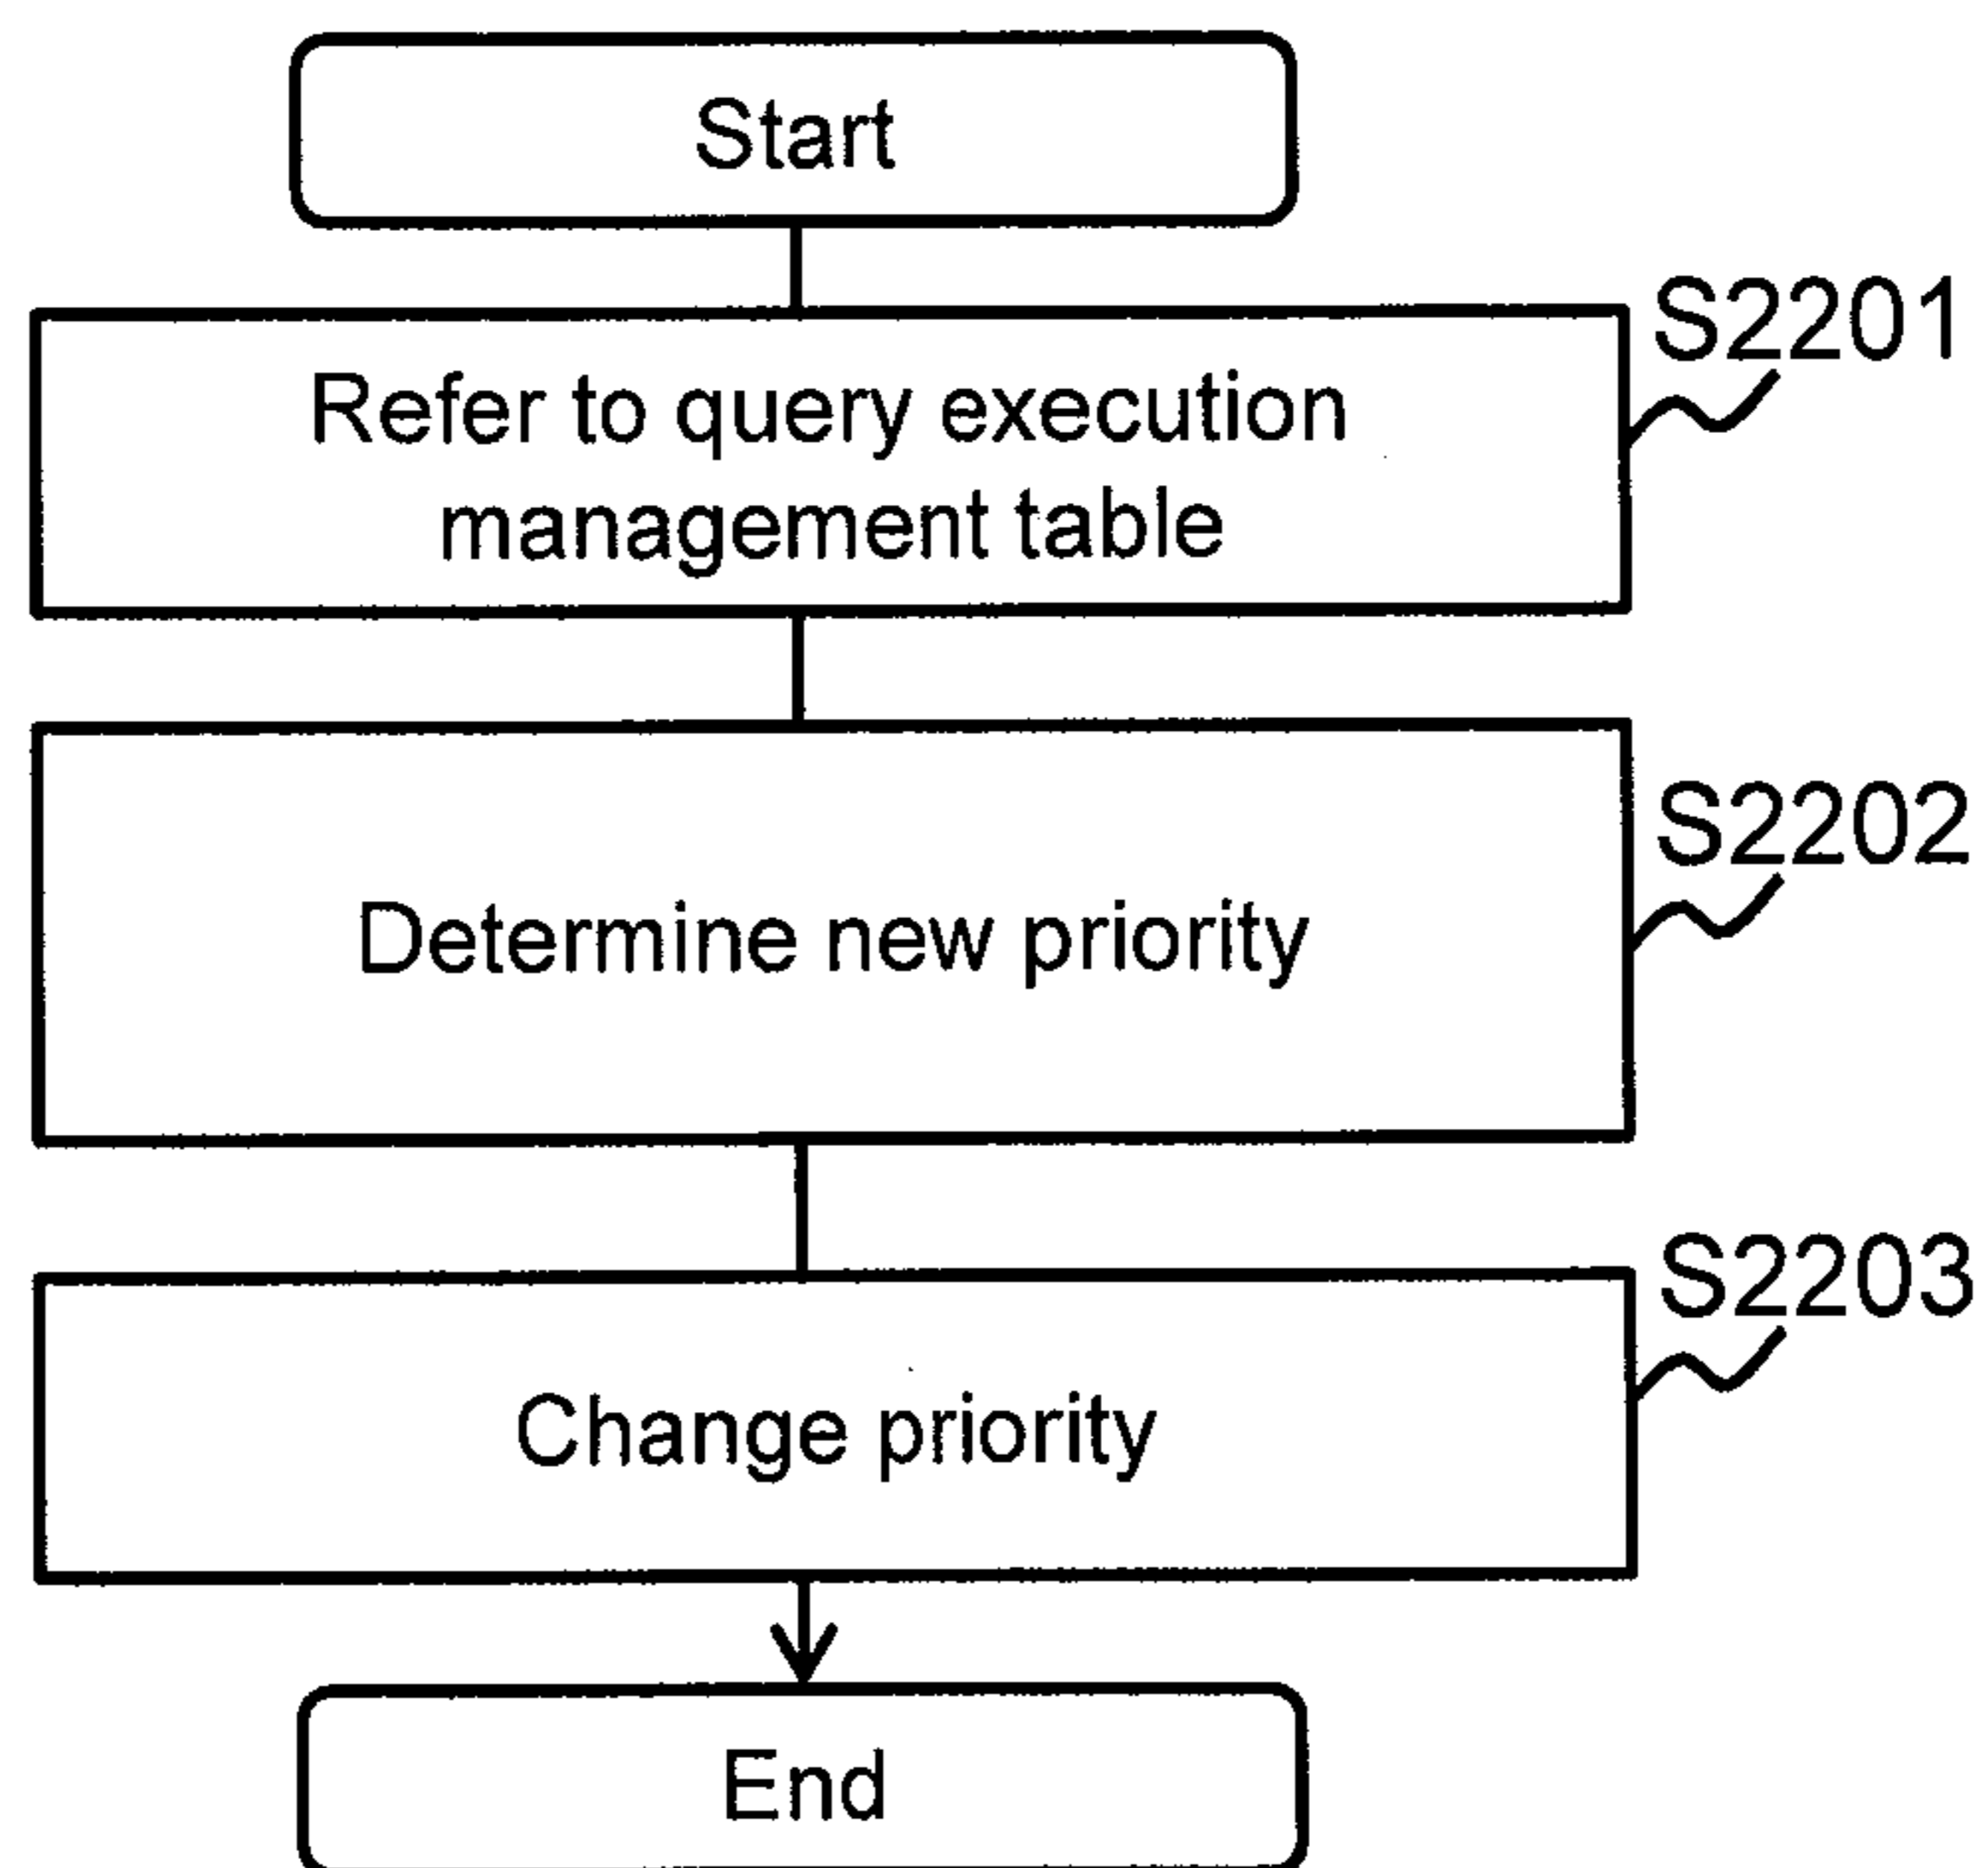 Start
S2201
Refer to query execution
management table
S2202
Determine new priority
S2203
Change priority
End